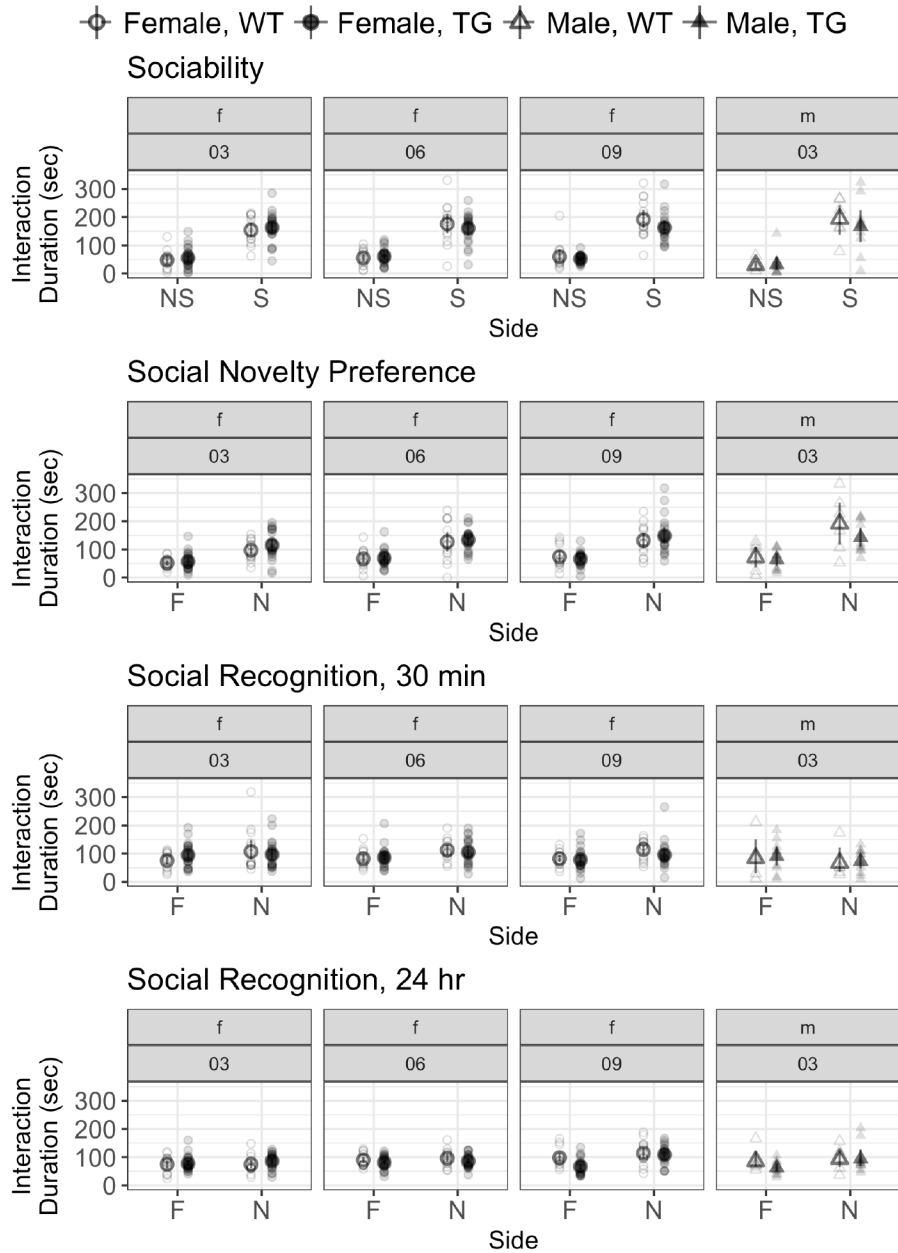 Female, WT Female, TG Male, WT Male, TG
Sociability
f f f m
03 06 09 03
Interaction
Duration (sec)
300
200
100
0
NS S NS S NS S NS S
Side
Social Novelty Preference
f f f m
03 06 09 03
Interaction
Duration (sec)
300
200
100
0
F N F N F N F N
Side
Social Recognition, 30 min
f f f m
03 06 09 03
Interaction
Duration (sec)
300
200
100
0
F N F N F N F N
Side
Social Recognition, 24 hr
f f f m
03 06 09 03
Interaction
Duration (sec)
300
200
100
0
F N F N F N F N
Side